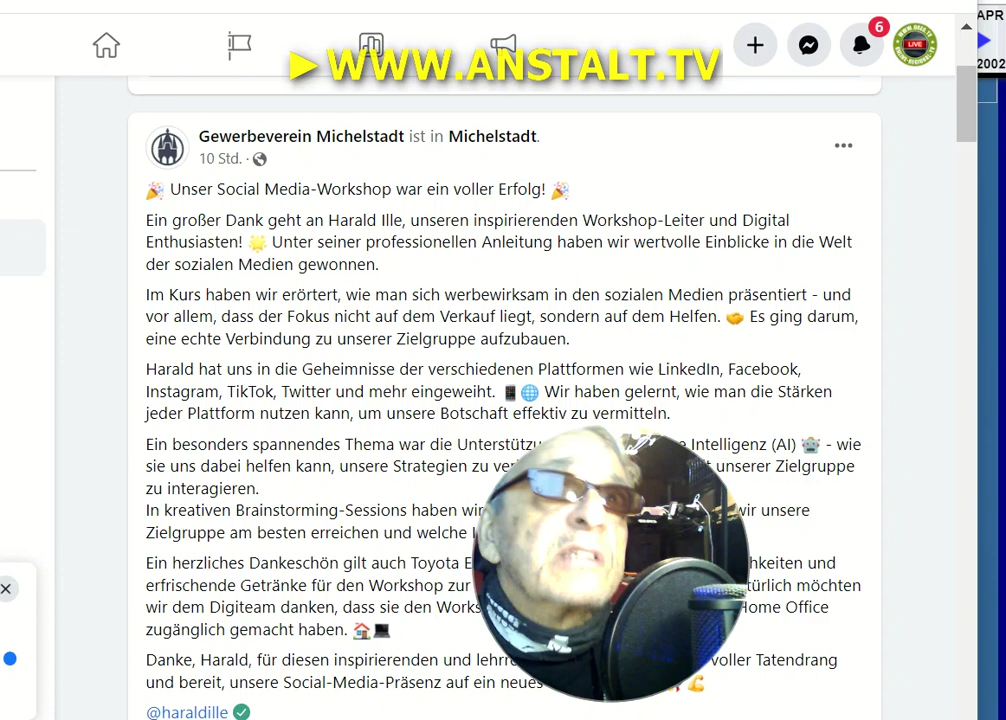 APR
6
LIVE
►WWW.ANSTALT.TV
2002
Gewerbeverein Michelstadt ist in Michelstadt.
10 Std. ·
🎉 Unser Social Media-Workshop war ein voller Erfolg! 🎉
Ein großer Dank geht an Harald Ille, unseren inspirierenden Workshop-Leiter und Digital
Enthusiasten! 🌟 Unter seiner professionellen Anleitung haben wir wertvolle Einblicke in die Welt
der sozialen Medien gewonnen.
Im Kurs haben wir erörtert, wie man sich werbewirksam in den sozialen Medien präsentiert - und
vor allem, dass der Fokus nicht auf dem Verkauf liegt, sondern auf dem Helfen. 🤝 Es ging darum,
eine echte Verbindung zu unserer Zielgruppe aufzubauen.
Harald hat uns in die Geheimnisse der verschiedenen Plattformen wie LinkedIn, Facebook,
Instagram, TikTok, Twitter und mehr eingeweiht. 📱🌐 Wir haben gelernt, wie man die Stärken
jeder Plattform nutzen kann, um unsere Botschaft effektiv zu vermitteln.
Ein besonders spannendes Thema war die Intelligenz (AI) 🤖 - wie
sie uns dabei helfen kann, unsere Strategien zu unserer Zielgruppe
zu interagieren.
In kreativen Brainstorming-Sessions haben wir unsere
Zielgruppe am besten erreichen und welche
Ein herzliches Dankeschön gilt auch Toyota und
erfrischende Getränke für den Workshop zur möchten
wir dem Digiteam danken, dass sie den Home Office
zugänglich gemacht haben. 🏠💻
Danke, Harald, für diesen inspirierenden und voller Tatendrang
und bereit, unsere Social-Media-Präsenz auf ein neues 💪
@haraldille